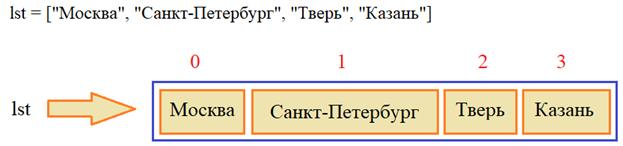 lst = ["Москва", "Санкт-Петербург", "Тверь", "Казань"]
0 1 2 3
lst Москва Санкт-Петербург Тверь Казань